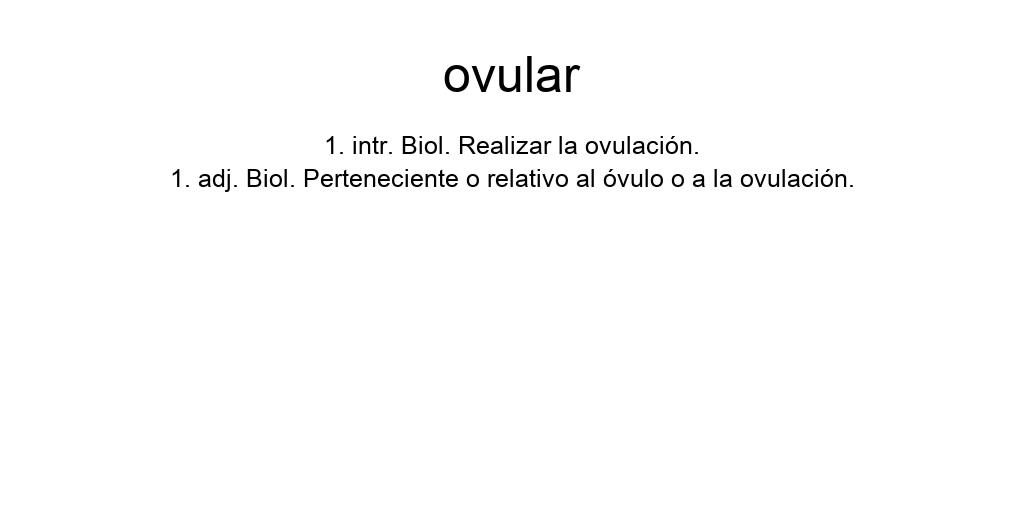 ovular
1. intr. Biol. Realizar la ovulación.
1. adj. Biol. Perteneciente o relativo al óvulo o a la ovulación.